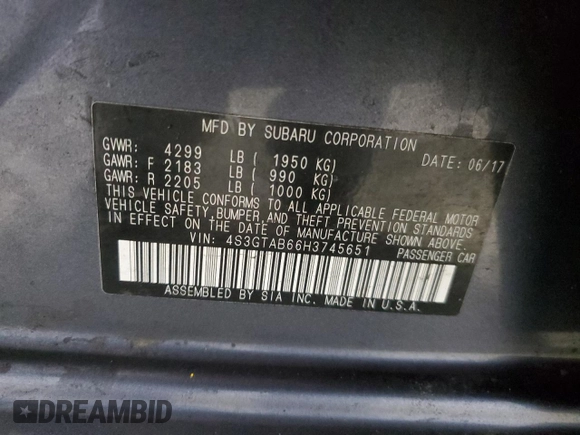 MFD BY SUBARU CORPORATION
GVWR: 4299 LB ( 1950 KG) DATE: 06/17
GAWR: F 2183 LB ( 990 KG)
GAWR: R 2205 LB ( 1000 KG)
THIS VEHICLE CONFORMS TO ALL APPLICABLE FEDERAL MOTOR
VEHICLE SAFETY, BUMPER, AND THEFT PREVENTION STANDARDS
IN EFFECT ON THE DATE OF MANUFACTURE SHOWN ABOVE.
VIN: 4S3GTAB66H3745651 PASSENGER CAR
ASSEMBLED BY SIA INC. MADE IN U.S.A.
DREAMBID